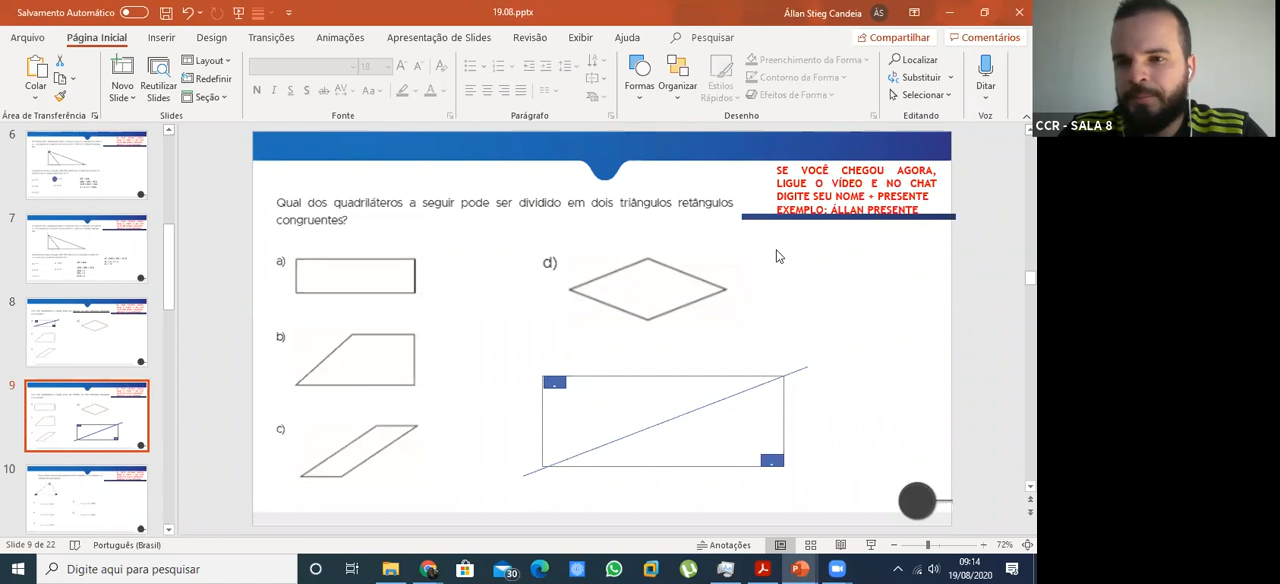 Salvamento Automático
19.08.pptx
Állan Stieg Candeia
ÁS
Arquivo
Página Inicial
Inserir
Design
Transições
Animações
Apresentação de Slides
Revisão
Exibir
Ajuda
Pesquisar
Compartilhar
Comentários
Colar
Novo
Slide
Reutilizar
Slides
Layout
Redefinir
Seção
18
N
I
S
S
ab
AV
Aa
A
Formas
Organizar
Estilos
Rápidos
Preenchimento da Forma
Contorno da Forma
Efeitos de Forma
Localizar
Substituir
Selecionar
Ditar
Área de Transferência
Slides
Fonte
Parágrafo
Desenho
Editando
Voz
CCR - SALA 8
6
7
8
9
10
SE VOCÊ CHEGOU AGORA,
LIGUE O VÍDEO E NO CHAT
DIGITE SEU NOME + PRESENTE
EXEMPLO: ÁLLAN PRESENTE
Qual dos quadriláteros a seguir pode ser dividido em dois triângulos retângulos
congruentes?
a)
b)
c)
d)
Slide 9 de 22
Português (Brasil)
Anotações
72%
Digite aqui para pesquisar
30
09:14
19/08/2020